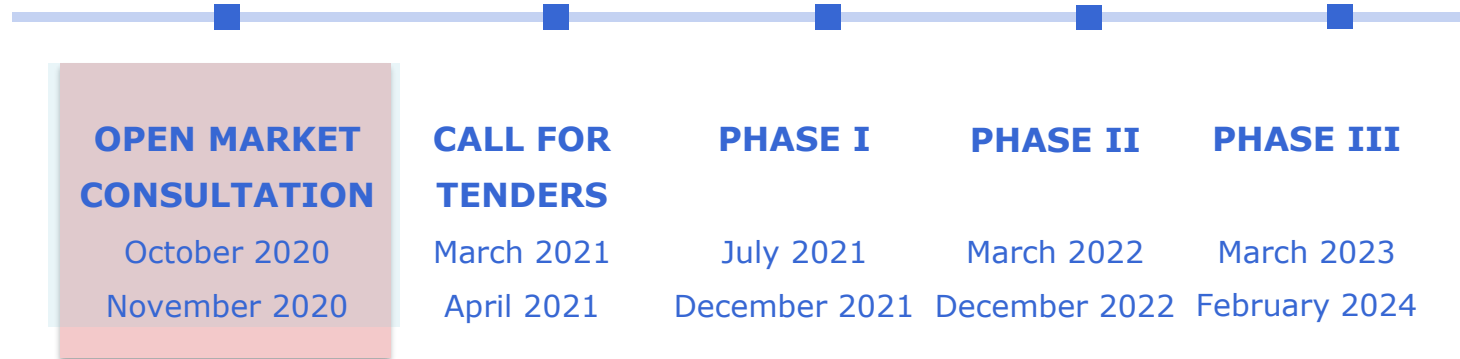 OPEN MARKET
CONSULTATION
October 2020
November 2020
CALL FOR
TENDERS
March 2021
April 2021
PHASE I
July 2021
December 2021
PHASE II
March 2022
December 2022
PHASE III
March 2023
February 2024